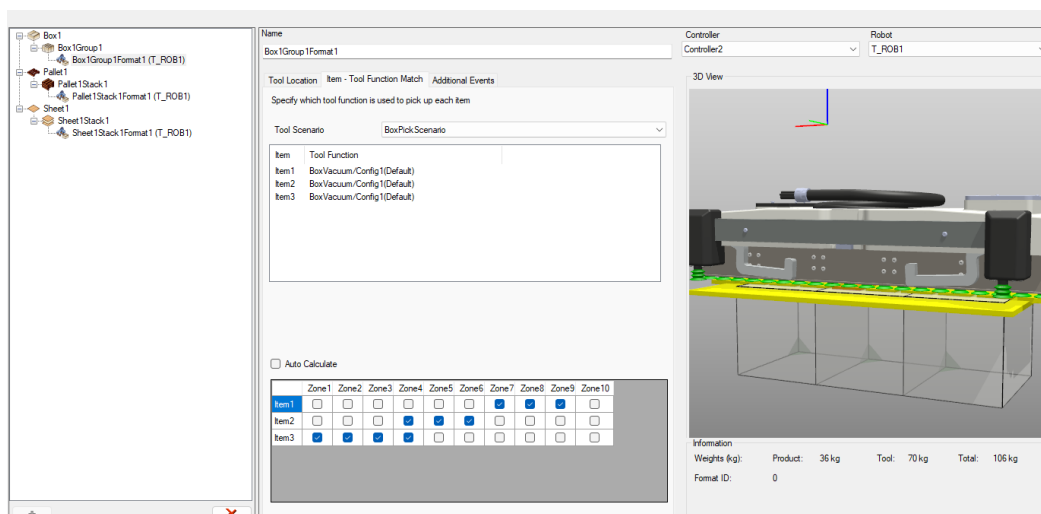 Box1
Box1Group1
Box1Group1Format1 (T_ROB1)
Pallet1
Pallet1Stack1
Pallet1Stack1Format1 (T_ROB1)
Sheet1
Sheet1Stack1
Sheet1Stack1Format1 (T_ROB1)
Name
Box1Group1Format1
Tool Location Item - Tool Function Match Additional Events
Specify which tool function is used to pick up each item
Tool Scenario BoxPickScenario
Item Tool Function
Item1 BoxVacuum/Config1(Default)
Item2 BoxVacuum/Config1(Default)
Item3 BoxVacuum/Config1(Default)
Auto Calculate
Zone1 Zone2 Zone3 Zone4 Zone5 Zone6 Zone7 Zone8 Zone9 Zone10
Item1
Item2
Item3
Controller Robot
Controller2 T_ROB1
3D View
Information
Weights (kg): Product: 36 kg Tool: 70 kg Total: 106 kg
Format ID: 0